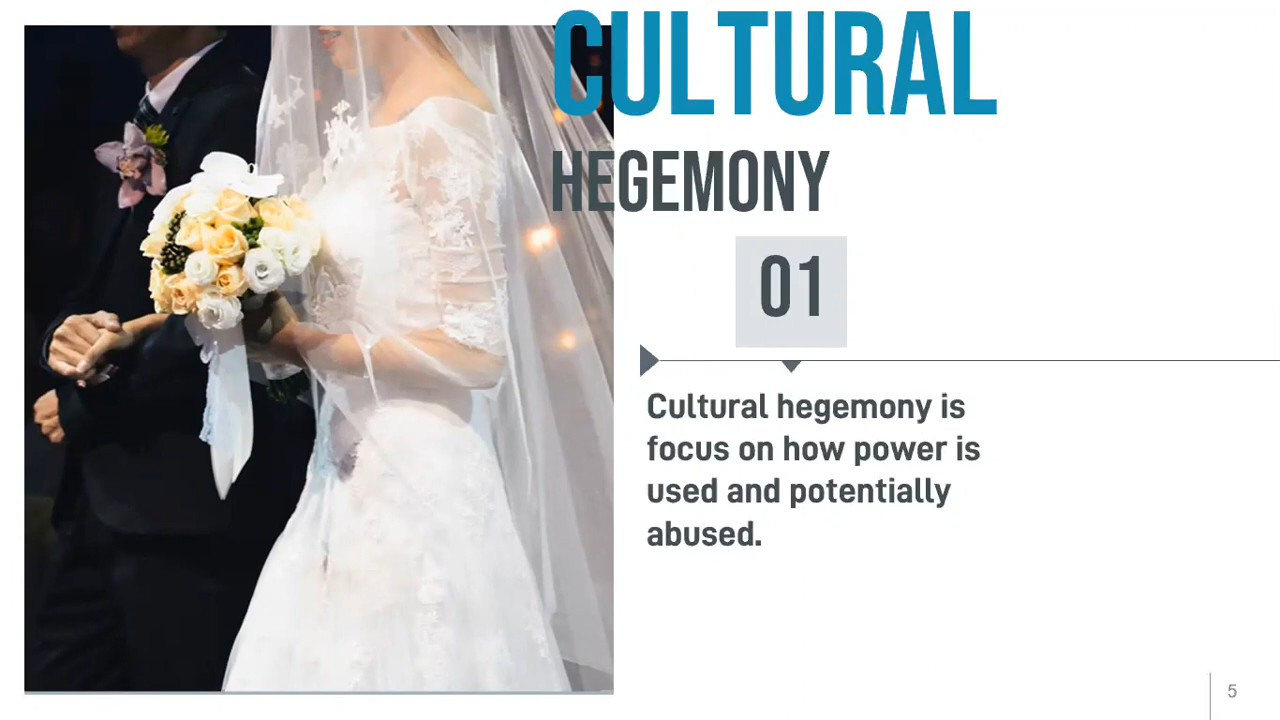 CULTURAL
HEGEMONY
01
Cultural hegemony is
focus on how power is
used and potentially
abused.
5